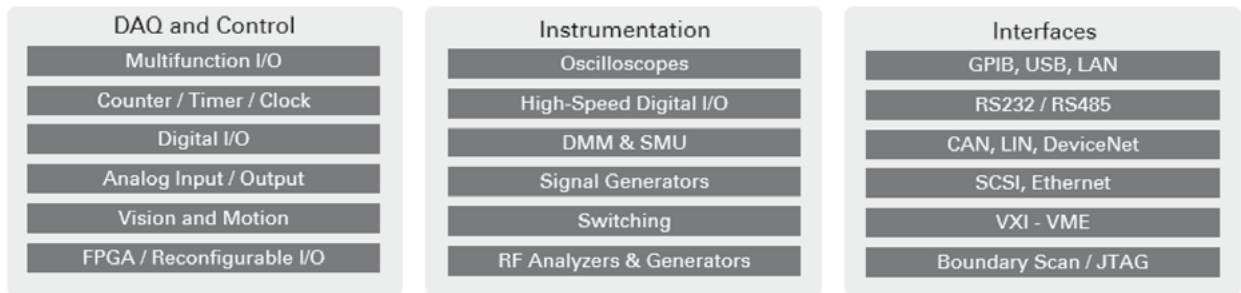 DAQ and Control
Multifunction I/O
Counter / Timer / Clock
Digital I/O
Analog Input / Output
Vision and Motion
FPGA / Reconfigurable I/O
Instrumentation
Oscilloscopes
High-Speed Digital I/O
DMM & SMU
Signal Generators
Switching
RF Analyzers & Generators
Interfaces
GPIB, USB, LAN
RS232 / RS485
CAN, LIN, DeviceNet
SCSI, Ethernet
VXI - VME
Boundary Scan / JTAG